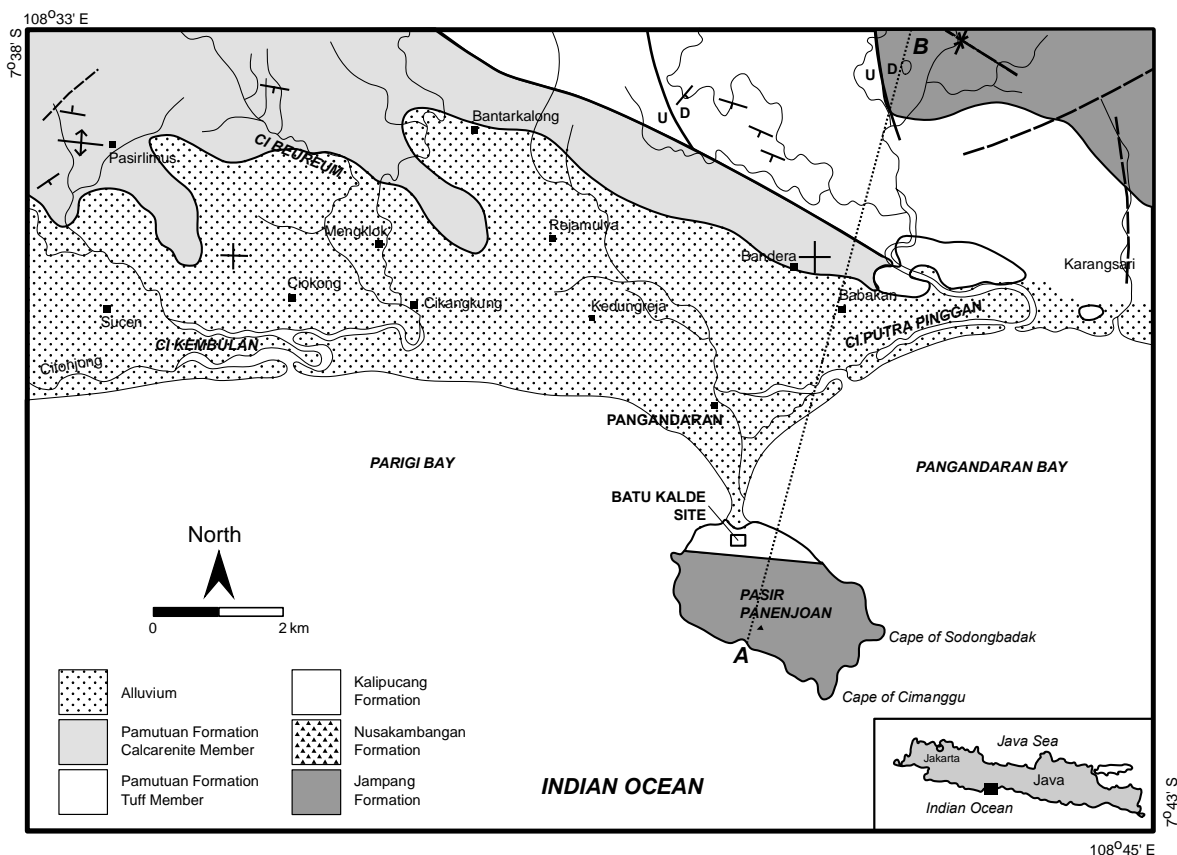 108° 33' E
7° 38' S
B
U D
U D
Bantarkalong
Pasirlimus
CI BEUREUM
Mengklok
Rejamulya
Bandera
Karangsari
Ciokong
Cikangkung
Kedungreja
Babakan
Sucen
CI PUTRA PINGGAN
CI KEMBULAN
Cifohjong
PANGANDARAN
PARIGI BAY
PANGANDARAN BAY
BATU KALDE
SITE
North
0 2 km
PASIR
PANENJOAN
A
Cape of Sodongbadak
Cape of Cimanggu
Alluvium
Pamutuan Formation
Calcarenite Member
Pamutuan Formation
Tuff Member
Kalipucang
Formation
Nusakambangan
Formation
Jampang
Formation
INDIAN OCEAN
Java Sea
Jakarta
Java
Indian Ocean
7° 43' S
108° 45' E